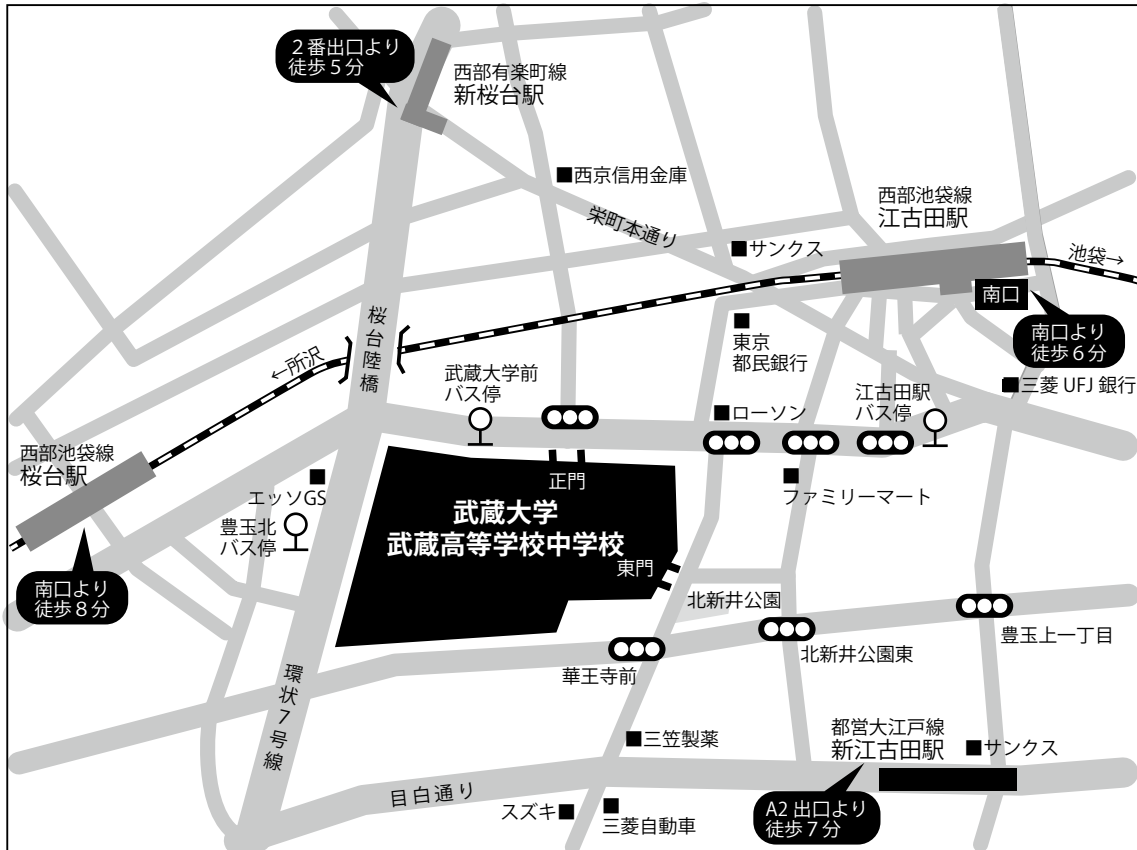 2番出口より
徒歩5分
西部有楽町線
新桜台駅
■西京信用金庫
栄町本通り
■サンクス
西部池袋線
江古田駅
池袋→
南口
南口より
徒歩6分
東京
都民銀行
■三菱UFJ銀行
桜台陸橋
←所沢
武蔵大学前
バス停
■ローソン
江古田駅
バス停
西部池袋線
桜台駅
エッソGS
豊玉北
バス停
正門
ファミリーマート
武蔵大学
武蔵高等学校中学校
東門
南口より
徒歩8分
北新井公園
豊玉上一丁目
北新井公園東
華王寺前
環状7号線
■三笠製薬
都営大江戸線
新江古田駅
■サンクス
目白通り
スズキ■
三菱自動車
A2出口より
徒歩7分